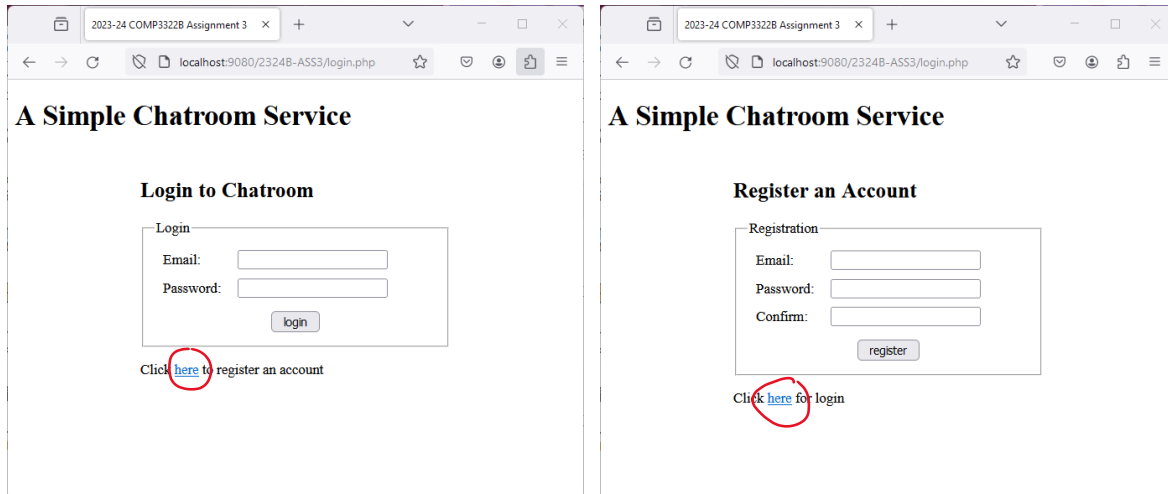 2023-24 COMP3322B Assignment 3
localhost:9080/2324B-ASS3/login.php
A Simple Chatroom Service
Login to Chatroom
Login
Email:
Password:
login
Click here to register an account
2023-24 COMP3322B Assignment 3
localhost:9080/2324B-ASS3/login.php
A Simple Chatroom Service
Register an Account
Registration
Email:
Password:
Confirm:
register
Click here for login